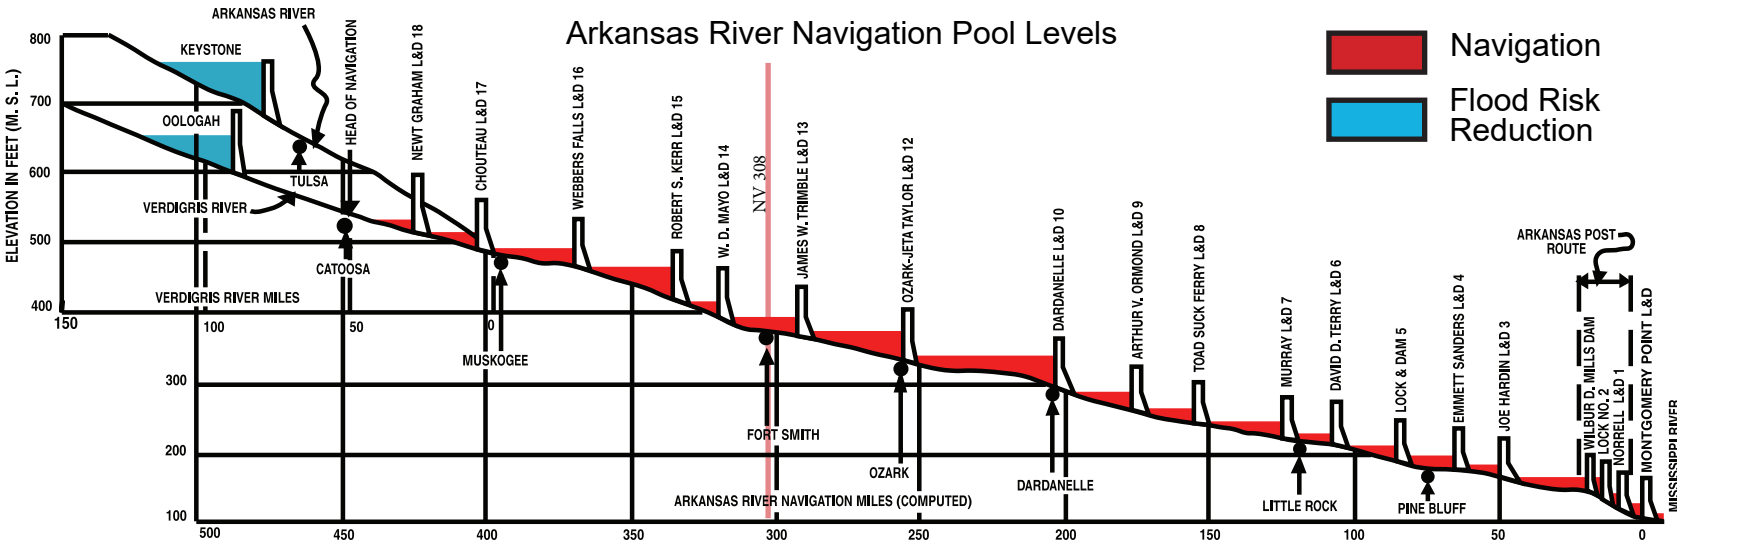 Arkansas River Navigation Pool Levels
Navigation
Flood Risk
Reduction
ELEVATION IN FEET (M. S. L.)
800
700
600
500
400
300
200
100
ARKANSAS RIVER
KEYSTONE
OOLOGAH
TULSA
VERDIGRIS RIVER
HEAD OF NAVIGATION
CATOOSA
VERDIGRIS RIVER MILES
150
100
50
0
MUSKOGEE
NEWT GRAHAM L&D 18
CHOUTEAU L&D 17
WEBBERS FALLS L&D 16
ROBERT S. KERR L&D 15
W. D. MAYO L&D 14
NV 308
JAMES W. TRIMBLE L&D 13
OZARK-JETA TAYLOR L&D 12
DARDANELLE L&D 10
ARTHUR V. ORMOND L&D 9
TOAD SUCK FERRY L&D 8
MURRAY L&D 7
DAVID D. TERRY L&D 6
LOCK & DAM 5
EMMETT SANDERS L&D 4
JOE HARDIN L&D 3
ARKANSAS POST
ROUTE
WILBUR D. MILLS DAM
LOCK NO. 2
NORRELL L&D 1
MONTGOMERY POINT L&D
MISSISSIPPI RIVER
FORT SMITH
OZARK
DARDANELLE
LITTLE ROCK
PINE BLUFF
ARKANSAS RIVER NAVIGATION MILES (COMPUTED)
500
450
400
350
300
250
200
150
100
50
0